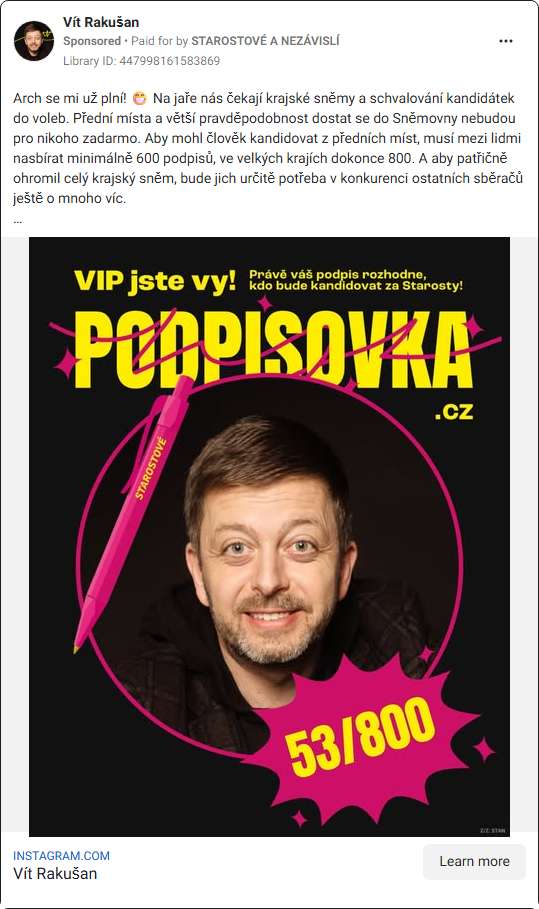 Vít Rakušan
Sponsored • Paid for by STAROSTOVÉ A NEZÁVISLÍ
Library ID: 447998161583869
Arch se mi už plní! 😁 Na jaře nás čekají krajské sněmy a schvalování kandidátek
do voleb. Přední místa a větší pravděpodobnost dostat se do Sněmovny nebudou
pro nikoho zadarmo. Aby mohl člověk kandidovat z předních míst, musí mezi lidmi
nasbírat minimálně 600 podpisů, ve velkých krajích dokonce 800. A aby patřičně
ohromil celý krajský sněm, bude jich určitě potřeba v konkurenci ostatních sběračů
ještě o mnoho víc.
...
VIP jste vy!
Právě váš podpis rozhodne,
kdo bude kandidovat za Starosty!
PODPISOVKA
.CZ
STAROSTOVÉ
53/800
Z/Z: STAN
INSTAGRAM.COM
Vít Rakušan
Learn more